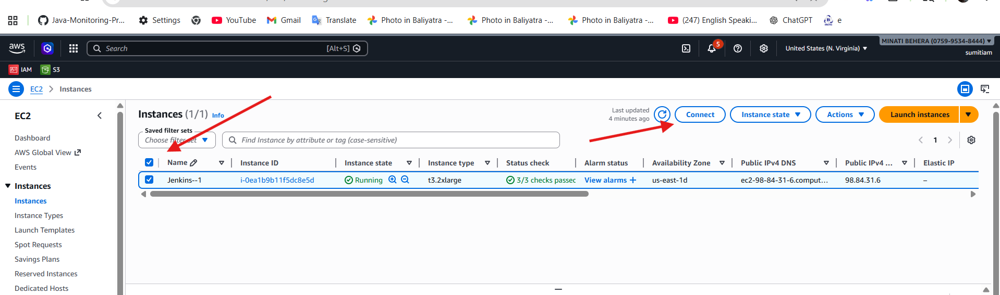 Java-Monitoring-Pr...
Settings
YouTube
Gmail
Translate
Photo in Baliyatra -...
Photo in Baliyatra -...
Photo in Baliyatra -...
(247) English Speaki...
ChatGPT
e
aws
Search
[Alt+S]
5
United States (N. Virginia)
MINATI BEHERA (0759-9534-8444)
sumitiam
IAM
S3
EC2
Instances
EC2
Dashboard
AWS Global View
Events
Instances
Instances
Instance Types
Launch Templates
Spot Requests
Savings Plans
Reserved Instances
Dedicated Hosts
Instances (1/1) Info
Last updated
4 minutes ago
Connect
Instance state
Actions
Launch instances
Saved filter sets
Choose filter set
Find Instance by attribute or tag (case-sensitive)
1
Name Instance ID Instance state Instance type Status check Alarm status Availability Zone Public IPv4 DNS Public IPv4 ... Elastic IP
Jenkins--1 i-0ea1b9b11f5dc8e5d Running t3.2xlarge 3/3 checks passec View alarms + us-east-1d ec2-98-84-31-6.comput... 98.84.31.6 –